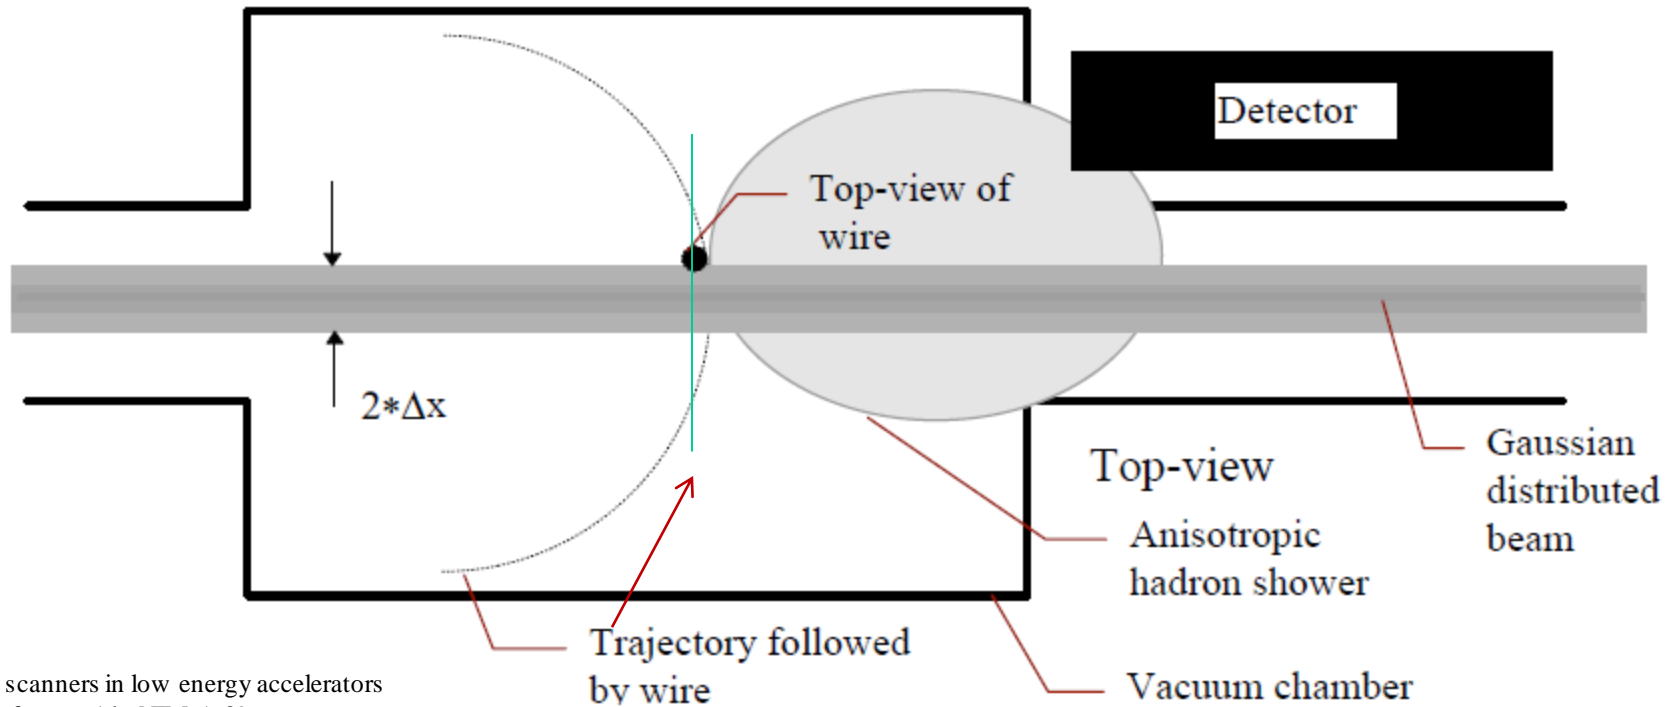 Detector
Top-view of
wire
2*Δx
Gaussian
distributed
beam
Top-view
Anisotropic
hadron shower
Trajectory followed
by wire
Vacuum chamber
scanners in low energy accelerators